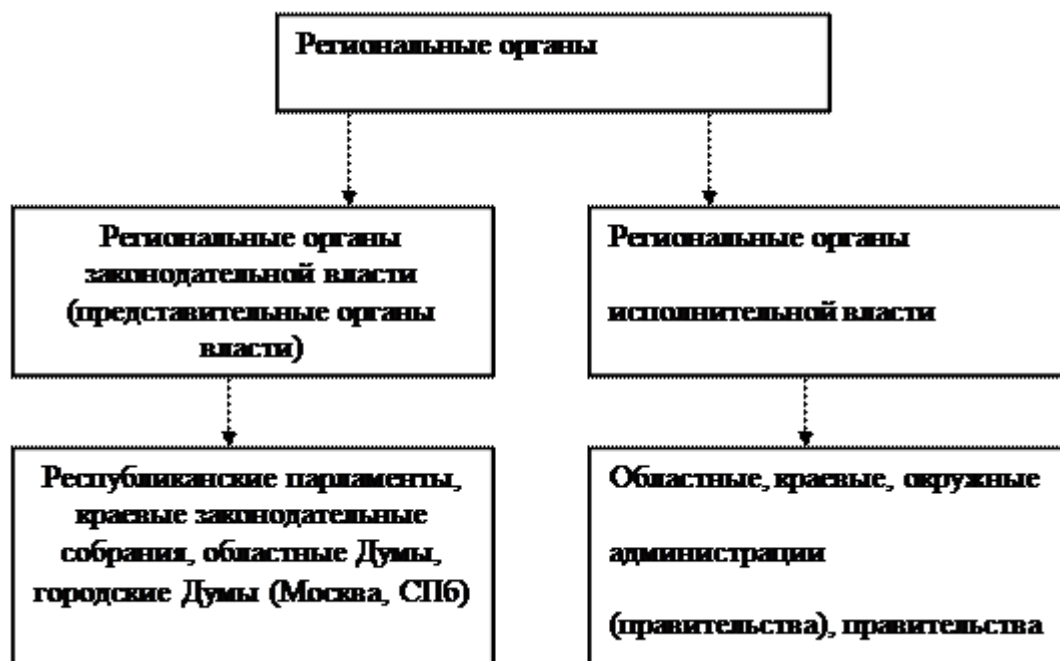 Региональные органы
Региональные органы
законодательной власти
(представительные органы
власти)
Региональные органы
исполнительной власти
Республиканские парламенты,
краевые законодательные
собрания, областные Думы,
городские Думы (Москва, СПб)
Областные, краевые, окружные
администрации
(правительства), правительства